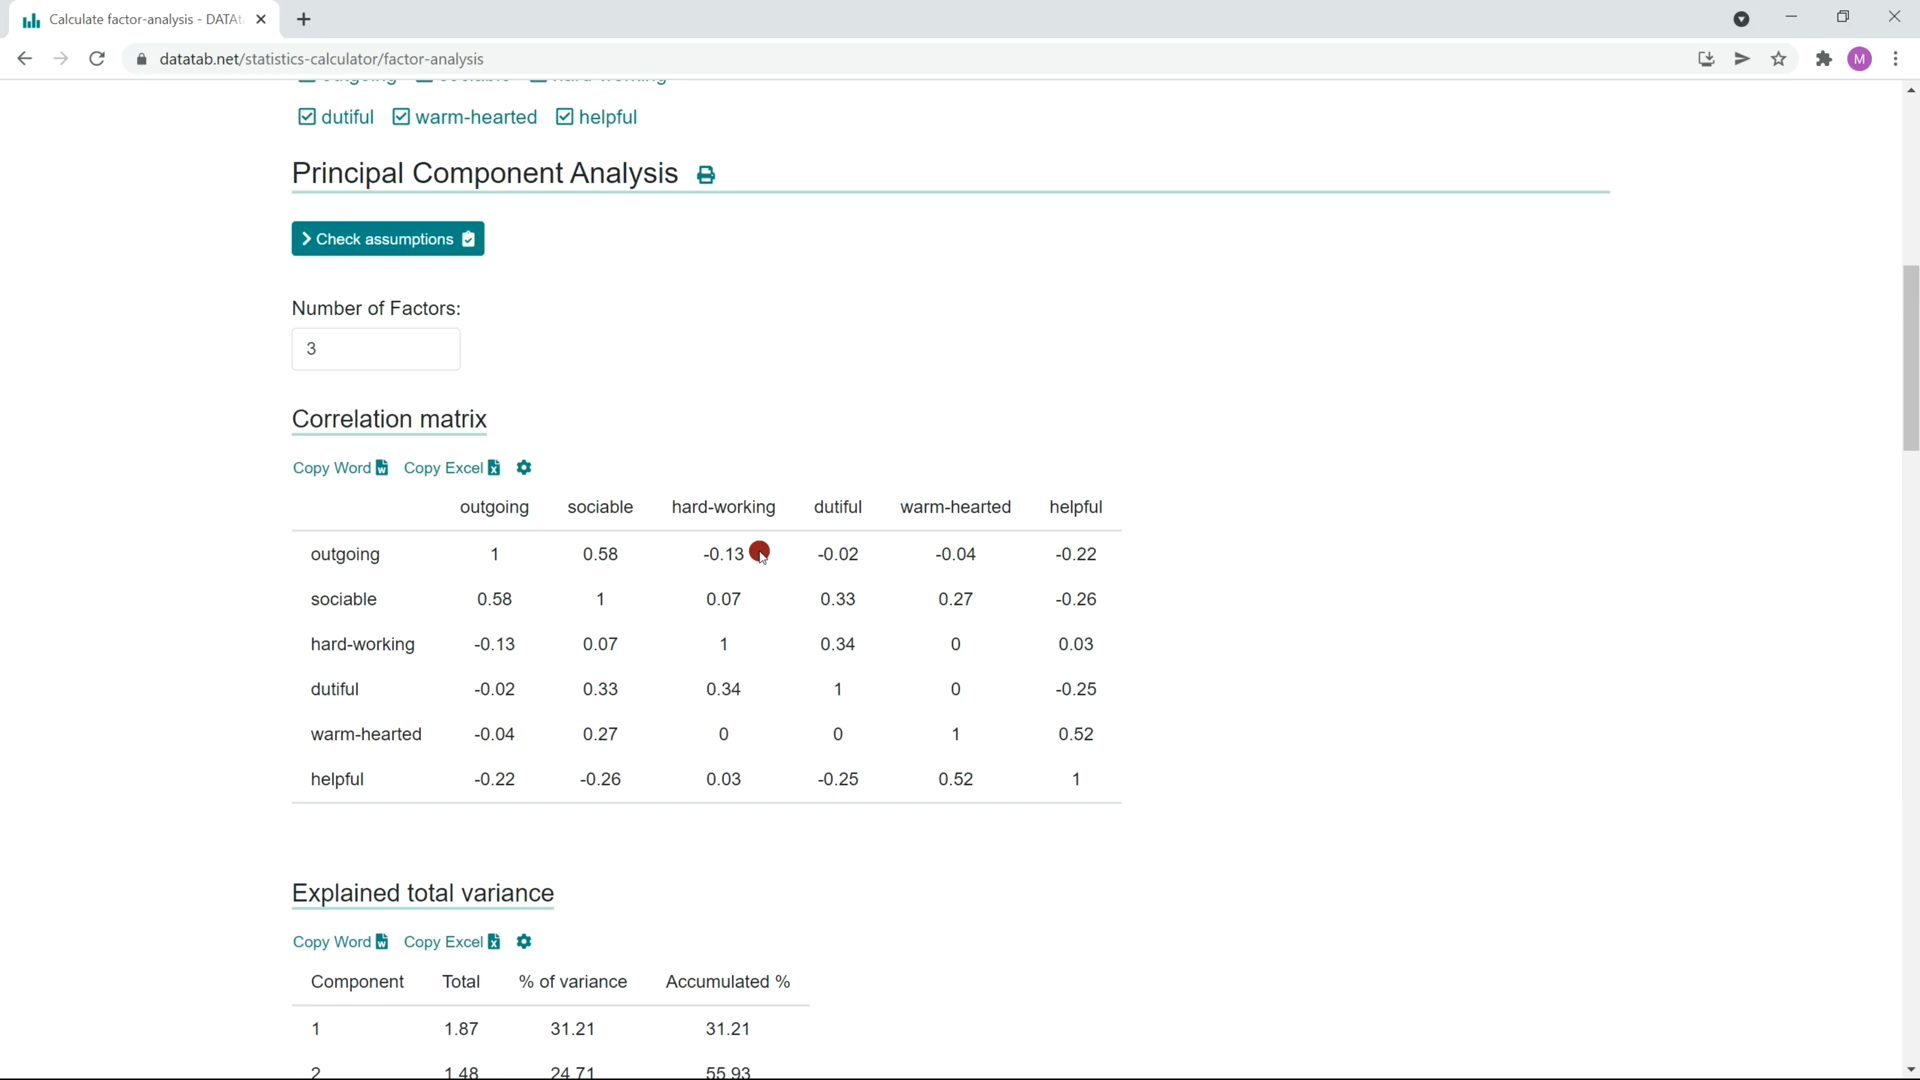 Calculate factor-analysis - DATAt
datatab.net/statistics-calculator/factor-analysis
M
outgoing sociable hard-working
dutiful warm-hearted helpful
Principal Component Analysis
Check assumptions
Number of Factors:
3
Correlation matrix
Copy Word Copy Excel
outgoing sociable hard-working dutiful warm-hearted helpful
outgoing 1 0.58 -0.13 -0.02 -0.04 -0.22
sociable 0.58 1 0.07 0.33 0.27 -0.26
hard-working -0.13 0.07 1 0.34 0 0.03
dutiful -0.02 0.33 0.34 1 0 -0.25
warm-hearted -0.04 0.27 0 0 1 0.52
helpful -0.22 -0.26 0.03 -0.25 0.52 1
Explained total variance
Copy Word Copy Excel
Component Total % of variance Accumulated %
1 1.87 31.21 31.21
2 1.48 24.71 55.93